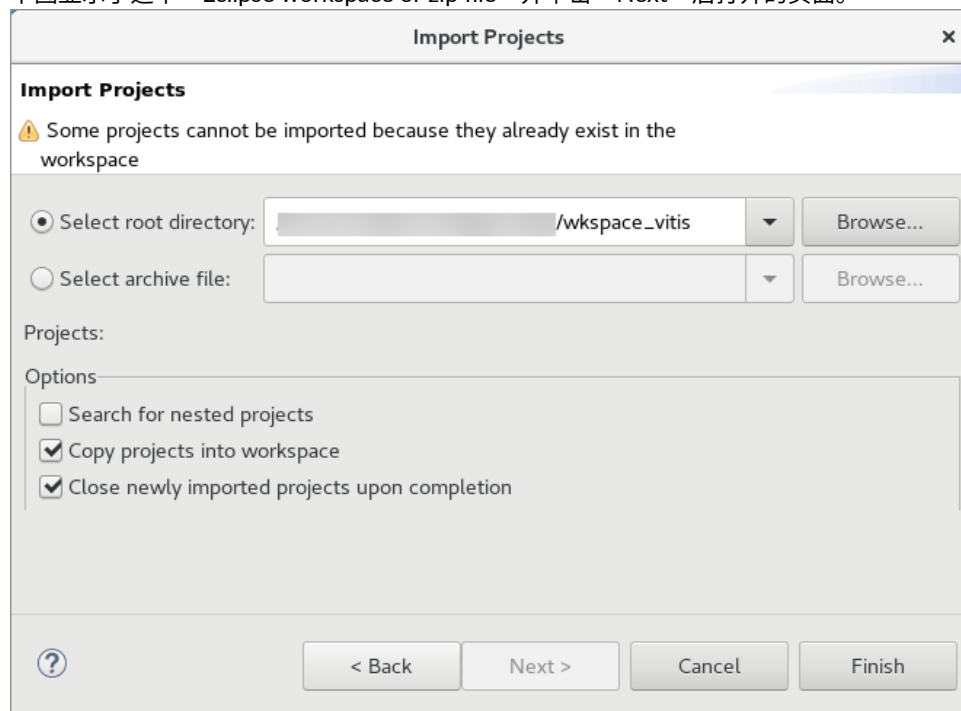 Import Projects
Import Projects
Some projects cannot be imported because they already exist in the
workspace
Select root directory: /wkspace_vitis Browse...
Select archive file: Browse...
Projects:
Options
Search for nested projects
Copy projects into workspace
Close newly imported projects upon completion
< Back Next > Cancel Finish